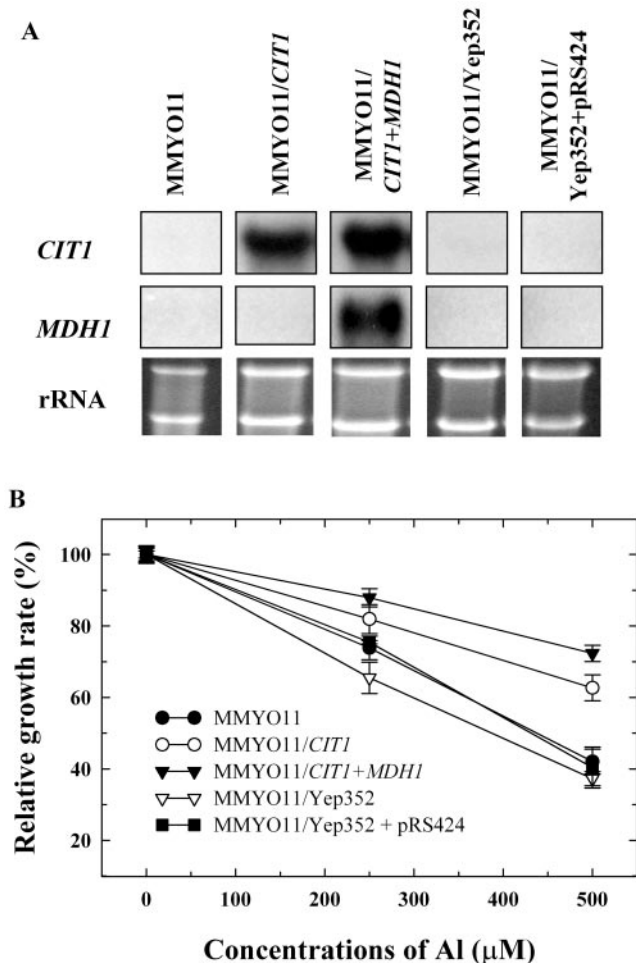 A
MMYO11
MMYO11/CIT1
MMYO11/
CIT1+MDH1
MMYO11/Yep352
MMYO11/
Yep352+pRS424
CIT1
MDH1
rRNA
B
Relative growth rate (%)
100
80
60
40
20
MMYO11
MMYO11/CIT1
MMYO11/CIT1+MDH1
MMYO11/Yep352
MMYO11/Yep352 + pRS424
0 100 200 300 400 500
Concentrations of Al (μM)